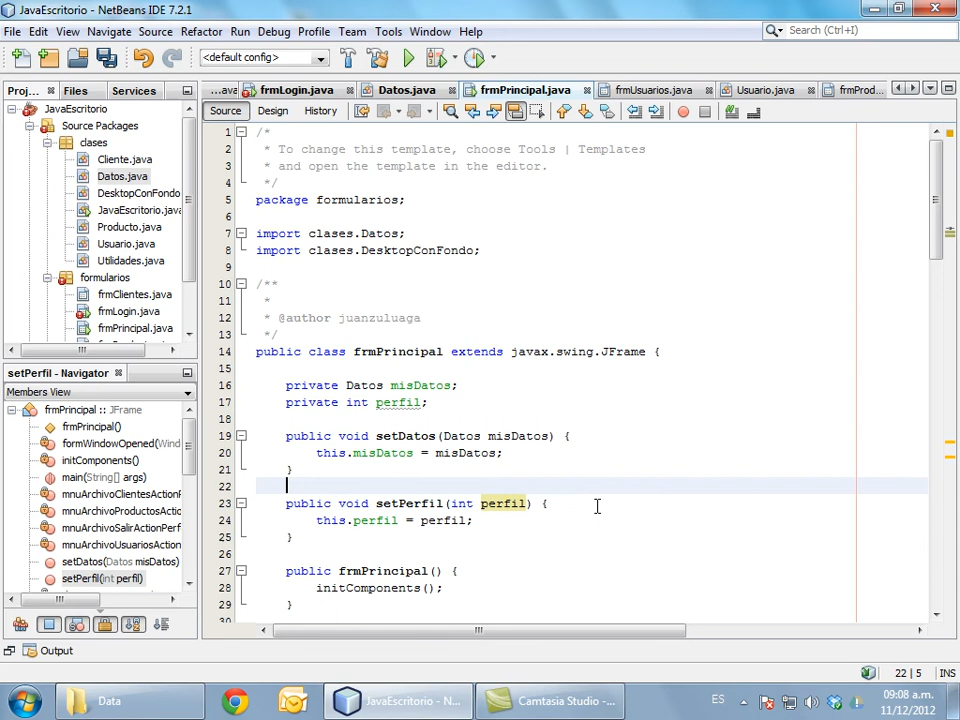 JavaEscritorio - NetBeans IDE 7.2.1
File Edit View Navigate Source Refactor Run Debug Profile Team Tools Window Help
Search (Ctrl+I)
<default config>
Proj... Files Services
...ava frmLogin.java Datos.java frmPrincipal.java frmUsuarios.java Usuario.java frmProd...
Source Design History
JavaEscritorio
Source Packages
clases
Cliente.java
Datos.java
DesktopConFondo
JavaEscritorio.java
Producto.java
Usuario.java
Utilidades.java
formularios
frmClientes.java
frmLogin.java
frmPrincipal.java
setPerfil - Navigator
Members View
frmPrincipal :: JFrame
frmPrincipal()
formWindowOpened(Wind
initComponents()
main(String[] args)
mnuArchivoClientesActionP
mnuArchivoProductosActio
mnuArchivoSalirActionPerf
mnuArchivoUsuariosAction
setDatos(Datos misDatos)
setPerfil(int perfil)
1 /*
2 * To change this template, choose Tools | Templates
3 * and open the template in the editor.
4 */
5 package formularios;
6
7 import clases.Datos;
8 import clases.DesktopConFondo;
9
10 /**
11 *
12 * @author juanzuluaga
13 */
14 public class frmPrincipal extends javax.swing.JFrame {
15
16 private Datos misDatos;
17 private int perfil;
18
19 public void setDatos(Datos misDatos) {
20 this.misDatos = misDatos;
21 }
22
23 public void setPerfil(int perfil) {
24 this.perfil = perfil;
25 }
26
27 public frmPrincipal() {
28 initComponents();
29 }
30
Output
22 | 5 INS
Data
JavaEscritorio - N...
Camtasia Studio -...
ES
09:08 a.m.
11/12/2012